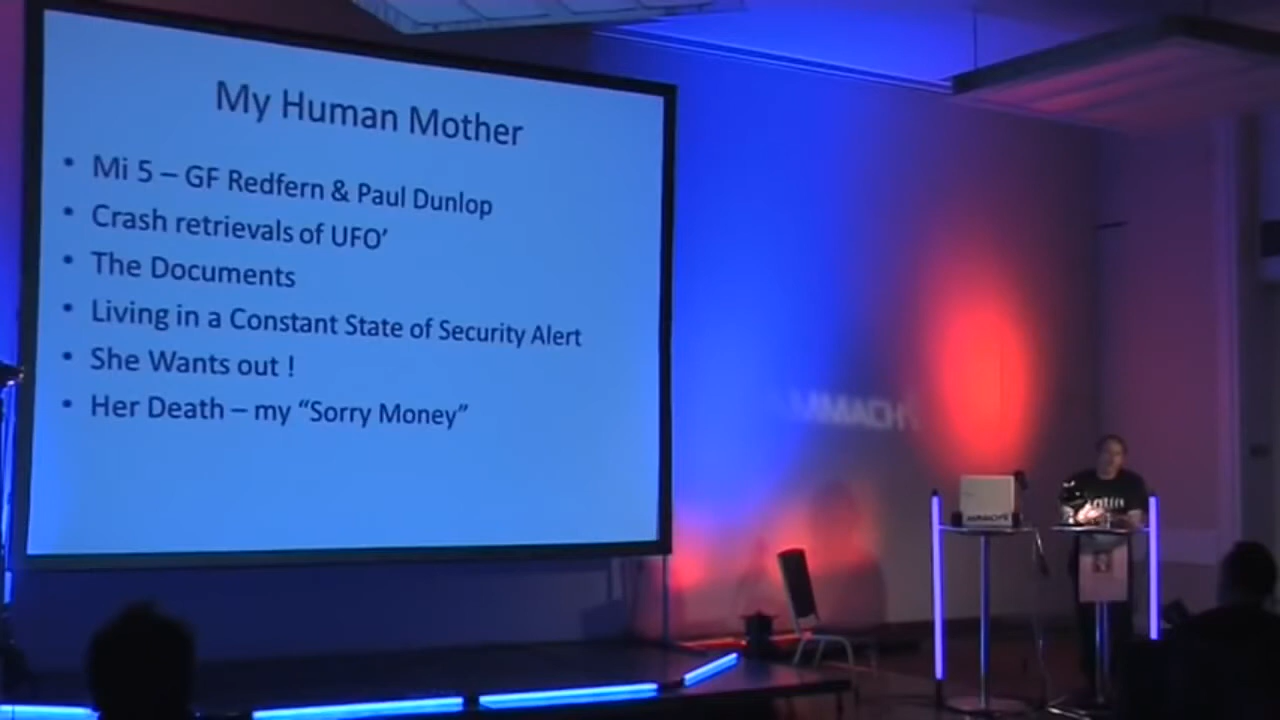 My Human Mother
• Mi 5 – GF Redfern & Paul Dunlop
• Crash retrievals of UFO’
• The Documents
• Living in a Constant State of Security Alert
• She Wants out !
• Her Death – my “Sorry Money”